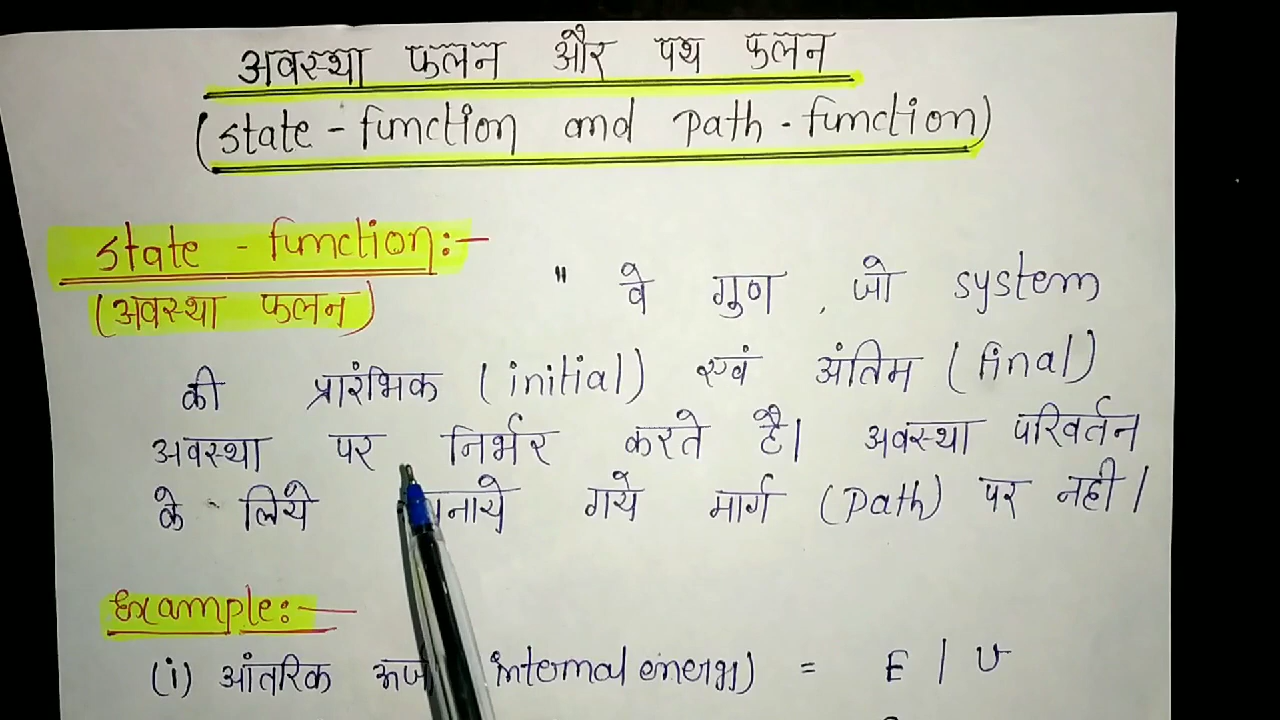 अवस्था फलन और पथ फलन
(state-function and path-function)
state - function:-
(अवस्था फलन)
" वे गुण, जो system
की प्रारंभिक (initial) एवं अंतिम (final)
अवस्था पर निर्भर करते है। अवस्था परिवर्तन
के लिये गये मार्ग (path) पर नही।
Example:-
(i) आंतरिक internal energy) = E / U